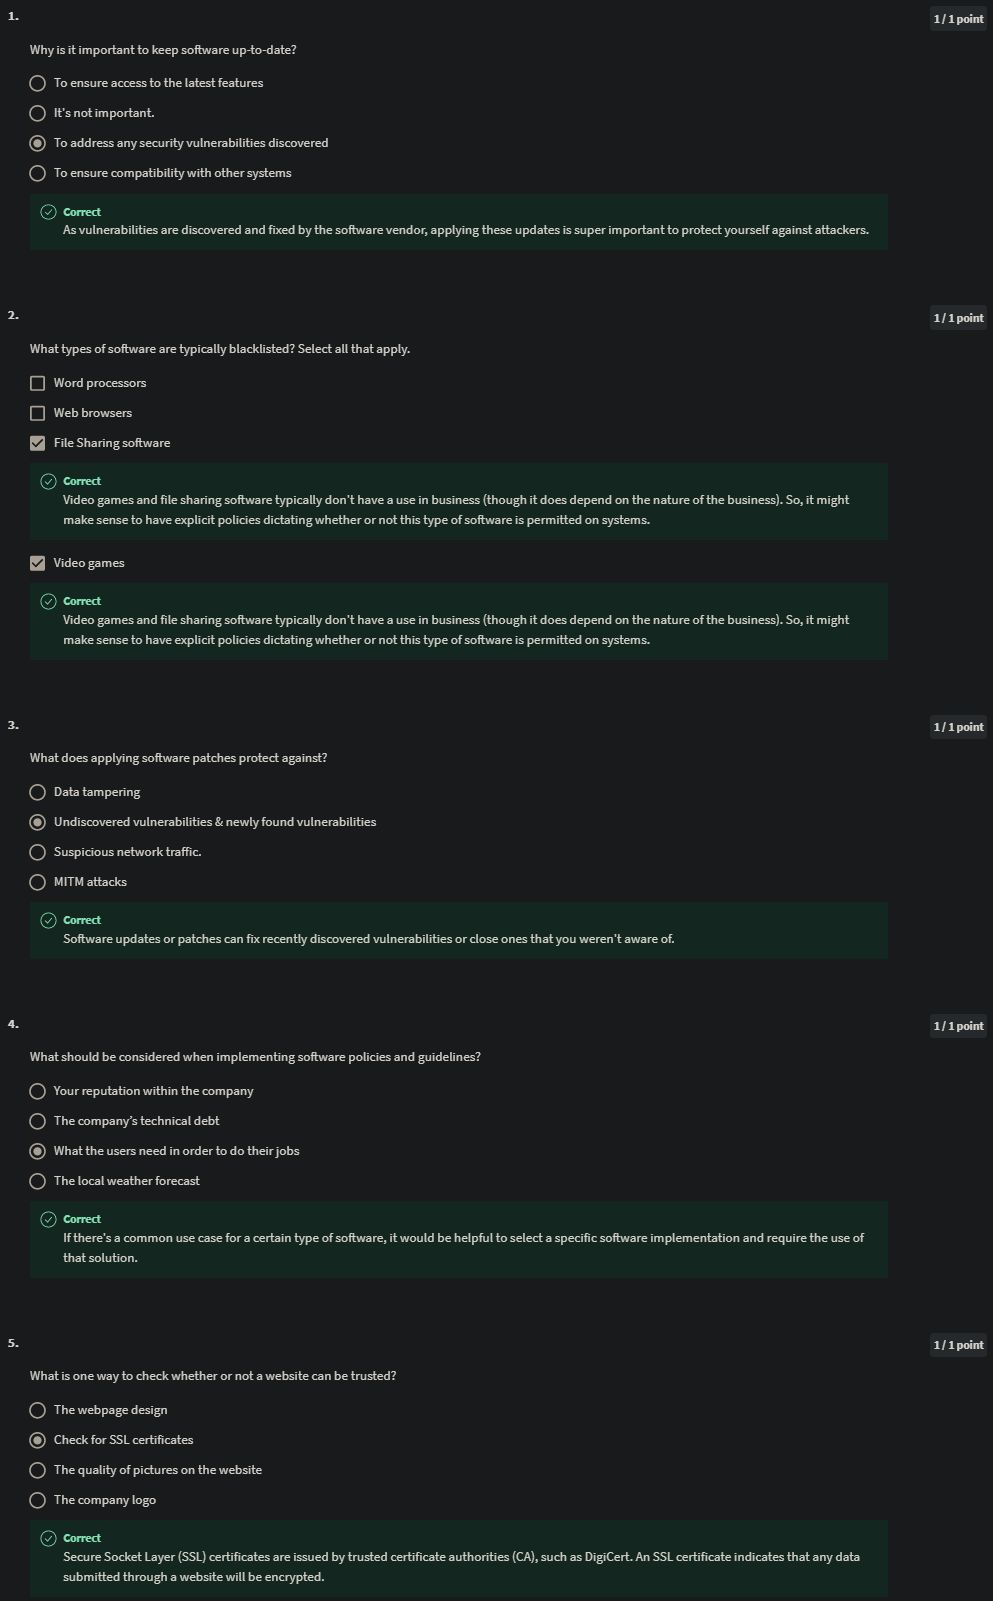 1.
1 / 1 point
Why is it important to keep software up-to-date?
To ensure access to the latest features
It's not important.
To address any security vulnerabilities discovered
To ensure compatibility with other systems
Correct
As vulnerabilities are discovered and fixed by the software vendor, applying these updates is super important to protect yourself against attackers.
2.
1 / 1 point
What types of software are typically blacklisted? Select all that apply.
Word processors
Web browsers
File Sharing software
Correct
Video games and file sharing software typically don't have a use in business (though it does depend on the nature of the business). So, it might
make sense to have explicit policies dictating whether or not this type of software is permitted on systems.
Video games
Correct
Video games and file sharing software typically don't have a use in business (though it does depend on the nature of the business). So, it might
make sense to have explicit policies dictating whether or not this type of software is permitted on systems.
3.
1 / 1 point
What does applying software patches protect against?
Data tampering
Undiscovered vulnerabilities & newly found vulnerabilities
Suspicious network traffic.
MITM attacks
Correct
Software updates or patches can fix recently discovered vulnerabilities or close ones that you weren't aware of.
4.
1 / 1 point
What should be considered when implementing software policies and guidelines?
Your reputation within the company
The company’s technical debt
What the users need in order to do their jobs
The local weather forecast
Correct
If there's a common use case for a certain type of software, it would be helpful to select a specific software implementation and require the use of
that solution.
5.
1 / 1 point
What is one way to check whether or not a website can be trusted?
The webpage design
Check for SSL certificates
The quality of pictures on the website
The company logo
Correct
Secure Socket Layer (SSL) certificates are issued by trusted certificate authorities (CA), such as DigiCert. An SSL certificate indicates that any data
submitted through a website will be encrypted.